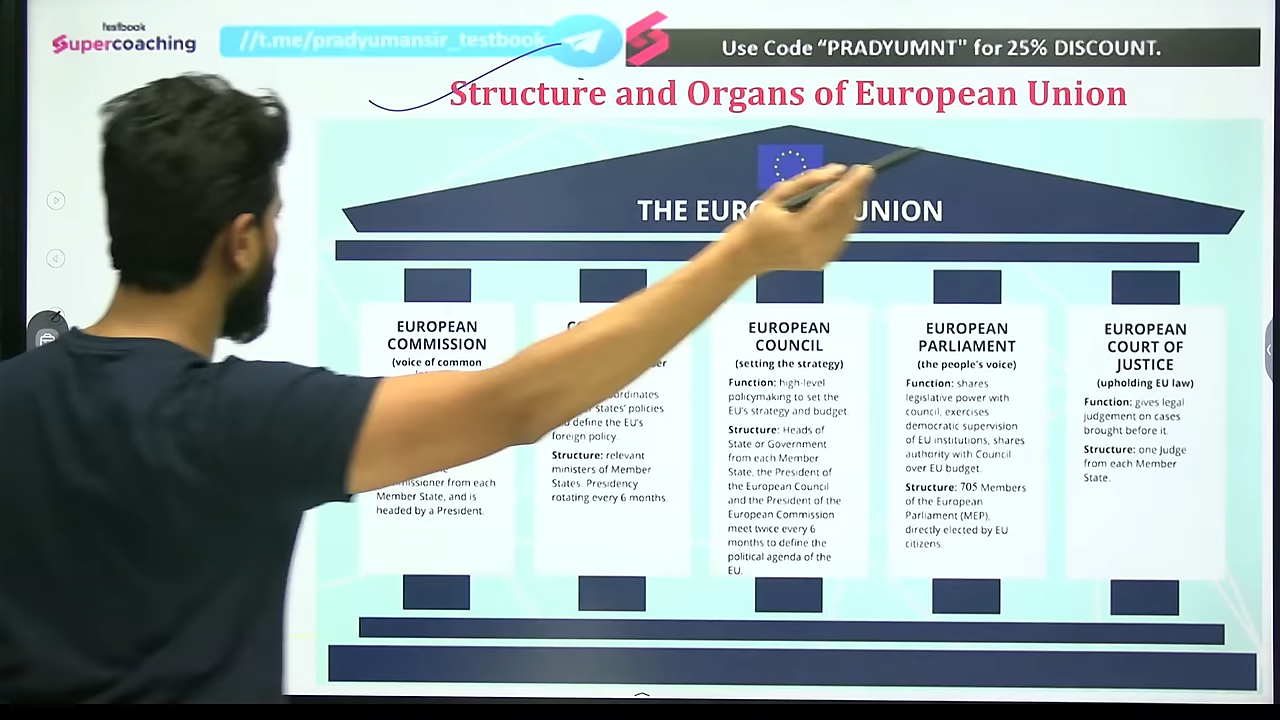 testbook
Supercoaching
//t.me/pradyumansir_testbook
Use Code “PRADYUMNT" for 25% DISCOUNT.
Structure and Organs of European Union
THE EUR UNION
EUROPEAN
COMMISSION
(voice of common
commissioner from each
Member State, and is
headed by a President.
states’ policies
define the EU's
foreign policy.
Structure: relevant
ministers of Member
States. Presidency
rotating every 6 months.
EUROPEAN
COUNCIL
(setting the strategy)
Function: high-level
policymaking to set the
EU's strategy and budget.
Structure: Heads of
State or Government
from each Member
State, the President of
the European Council
and the President of the
European Commission
meet twice every 6
months to define the
political agenda of the
EU.
EUROPEAN
PARLIAMENT
(the people's voice)
Function: shares
legislative power with
council, exercises
democratic supervision
of EU institutions, shares
authority with Council
over EU budget.
Structure: 705 Members
of the European
Parliament (MEP),
directly elected by EU
citizens.
EUROPEAN
COURT OF
JUSTICE
(upholding EU law)
Function: gives legal
judgement on cases
brought before it.
Structure: one Judge
from each Member
State.